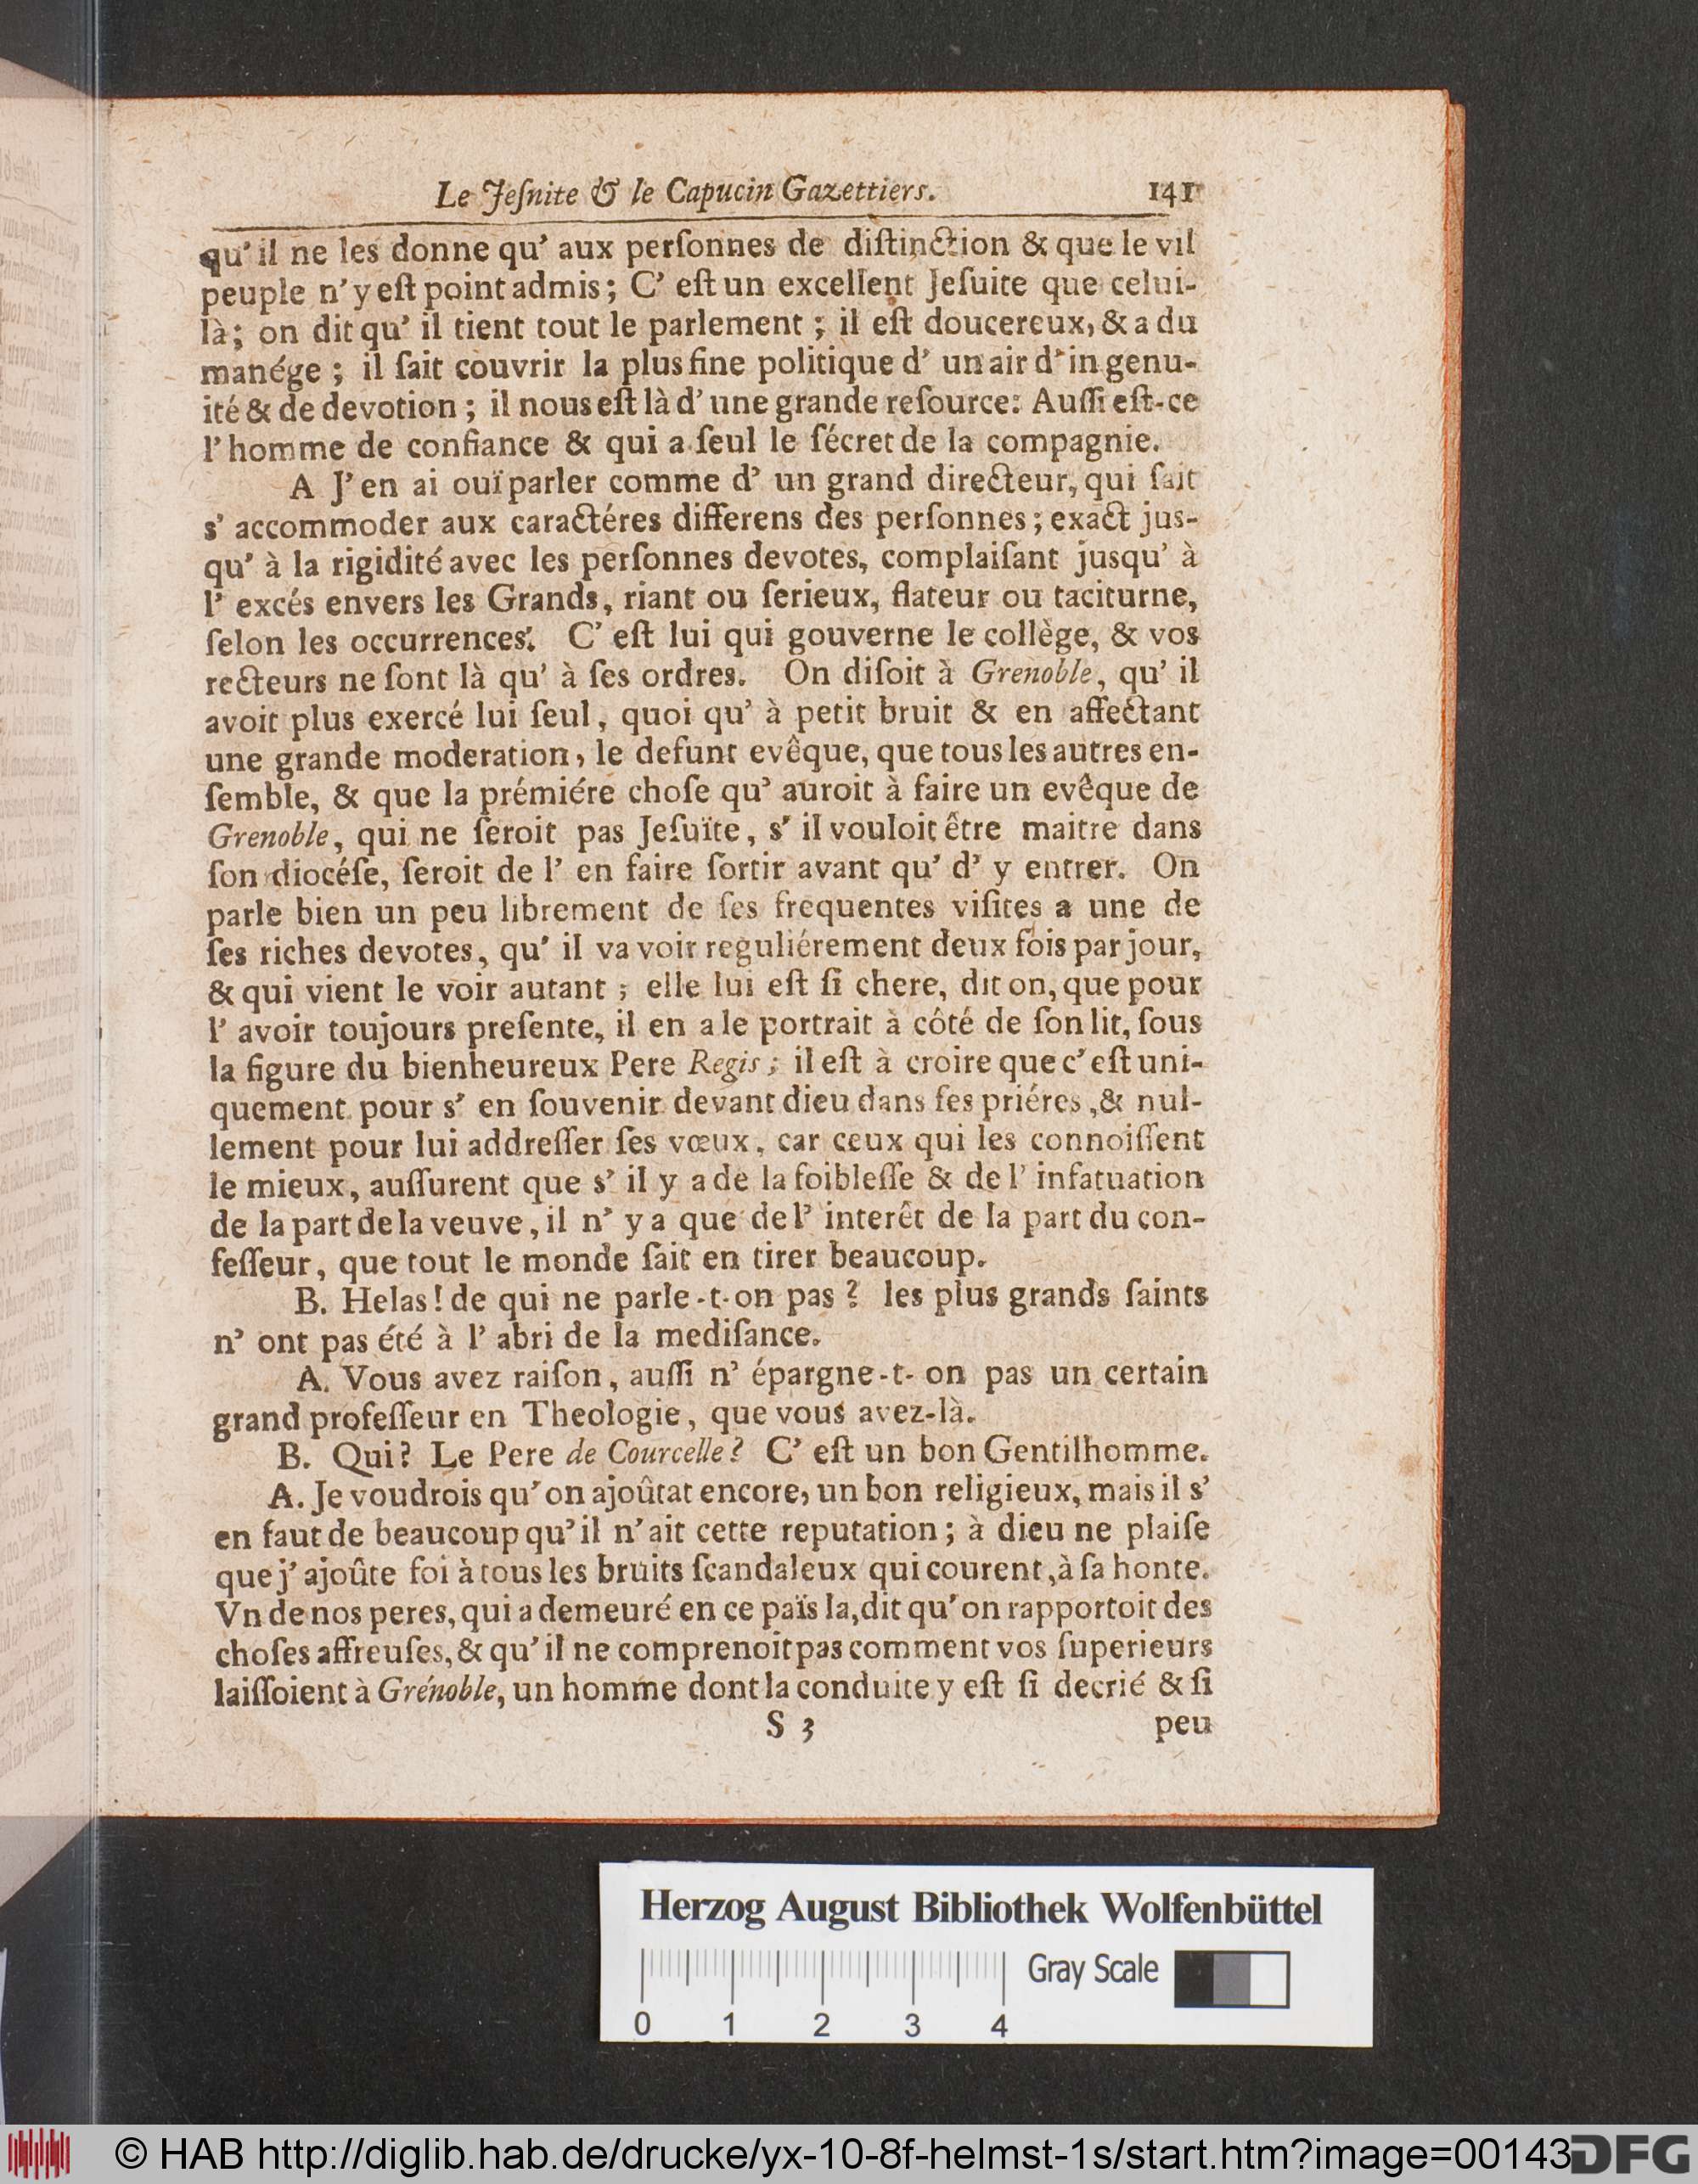 Le Jeſnite & le Capucin Gazettiers. 141
qu' il ne les donne qu' aux perſonnes de diſtinction & que le vil
peuple n' y eſt point admis; C' eſt un excellent Jeſuite que celui-
là; on dit qu' il tient tout le parlement; il eſt doucereux, & a du
manége; il ſait couvrir la plus fine politique d' un air d' in genu-
ité & de devotion; il nous eſt là d' une grande reſource: Auſſi eſt-ce
l' homme de confiance & qui a ſeul le ſécret de la compagnie.
A J' en ai ouï parler comme d' un grand directeur, qui ſait
s' accommoder aux caractéres differens des perſonnes; exact jus-
qu' à la rigidité avec les perſonnes devotes, complaiſant jusqu' à
l' excés envers les Grands, riant ou ſerieux, flateur ou taciturne,
ſelon les occurrences. C' eſt lui qui gouverne le collège, & vos
recteurs ne ſont là qu' à ſes ordres. On diſoit à Grenoble, qu' il
avoit plus exercé lui ſeul, quoi qu' à petit bruit & en affectant
une grande moderation, le defunt evêque, que tous les autres en-
ſemble, & que la prémiére choſe qu' auroit à faire un evêque de
Grenoble, qui ne ſeroit pas Jeſuïte, s' il vouloit être maitre dans
ſon diocéſe, ſeroit de l' en faire ſortir avant qu' d' y entrer. On
parle bien un peu librement de ſes frequentes viſites a une de
ſes riches devotes, qu' il va voir reguliérement deux fois par jour,
& qui vient le voir autant; elle lui eſt ſi chere, dit on, que pour
l' avoir toujours preſente, il en a le portrait à côté de ſon lit, ſous
la figure du bienheureux Pere Regis; il eſt à croire que c' eſt uni-
quement pour s' en ſouvenir devant dieu dans ſes priéres, & nul-
lement pour lui addreſſer ſes vœux, car ceux qui les connoiſſent
le mieux, auſſurent que s' il y a de la foibleſſe & de l' infatuation
de la part de la veuve, il n' y a que de l' interêt de la part du con-
feſſeur, que tout le monde ſait en tirer beaucoup.
B. Helas! de qui ne parle-t-on pas? les plus grands ſaints
n' ont pas été à l' abri de la mediſance.
A. Vous avez raiſon, auſſi n' épargne-t-on pas un certain
grand profeſſeur en Theologie, que vous avez-là.
B. Qui? Le Pere de Courcelle? C' eſt un bon Gentilhomme.
A. Je voudrois qu' on ajoûtat encore, un bon religieux, mais il s'
en faut de beaucoup qu' il n' ait cette reputation; à dieu ne plaiſe
que j' ajoûte foi à tous les bruits ſcandaleux qui courent, à ſa honte.
Vn de nos peres, qui a demeuré en ce païs la, dit qu' on rapportoit des
choſes affreuſes, & qu' il ne comprenoit pas comment vos ſuperieurs
laiſſoient à Grénoble, un homme dont la conduite y eſt ſi decrié & ſi
S 3 peu
Herzog August Bibliothek Wolfenbüttel
Gray Scale
0 1 2 3 4
© HAB http://diglib.hab.de/drucke/yx-10-8f-helmst-1s/start.htm?image=00143
DFG